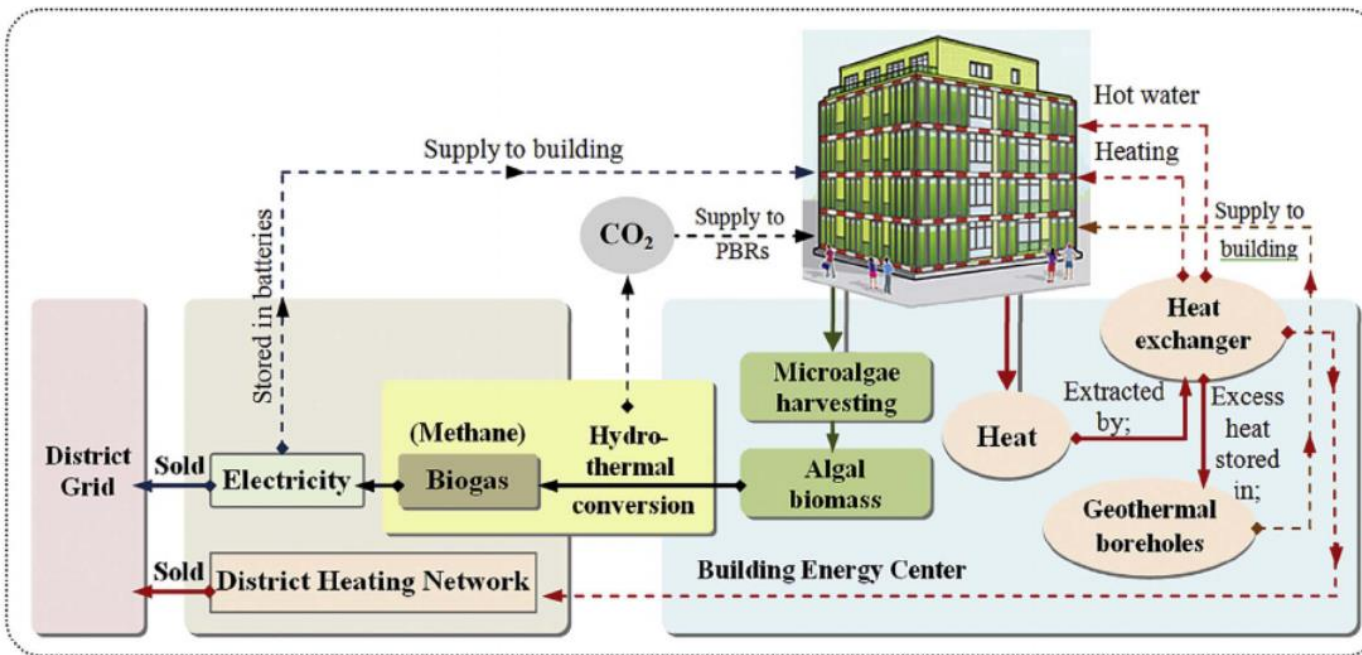 Hot water
Supply to building
Heating
CO₂
Supply to
PBRs
Supply to
building
Stored in batteries
Heat
exchanger
Microalgae
harvesting
Extracted
by;
Excess
heat
stored
in;
Heat
(Methane)
Hydro-
thermal
conversion
District
Grid
Sold
Electricity
Biogas
Algal
biomass
Geothermal
boreholes
Sold
District Heating Network
Building Energy Center